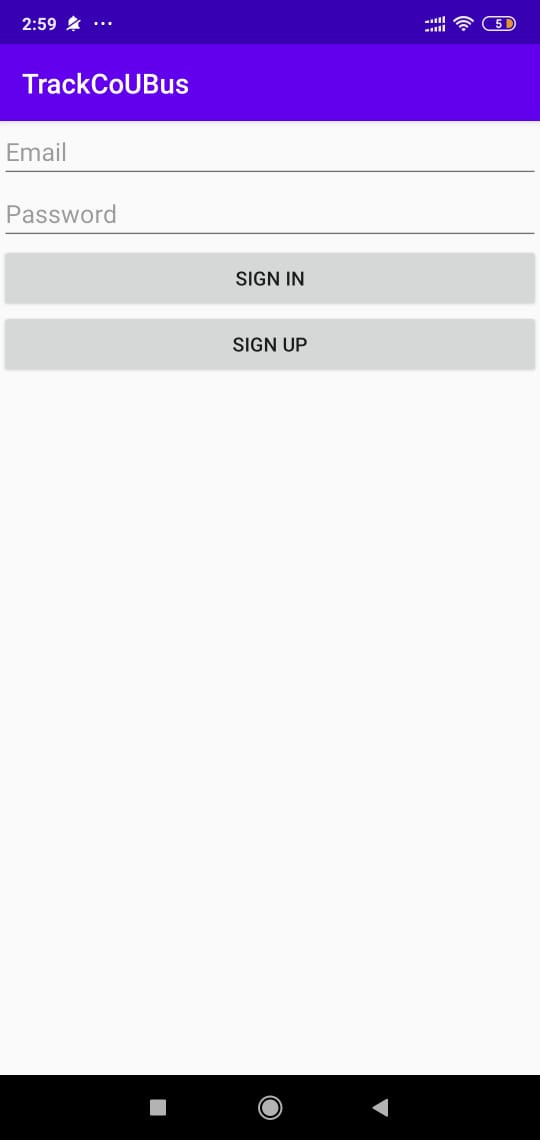 2:59 ... 5
TrackCoUBus
Email
Password
SIGN IN
SIGN UP